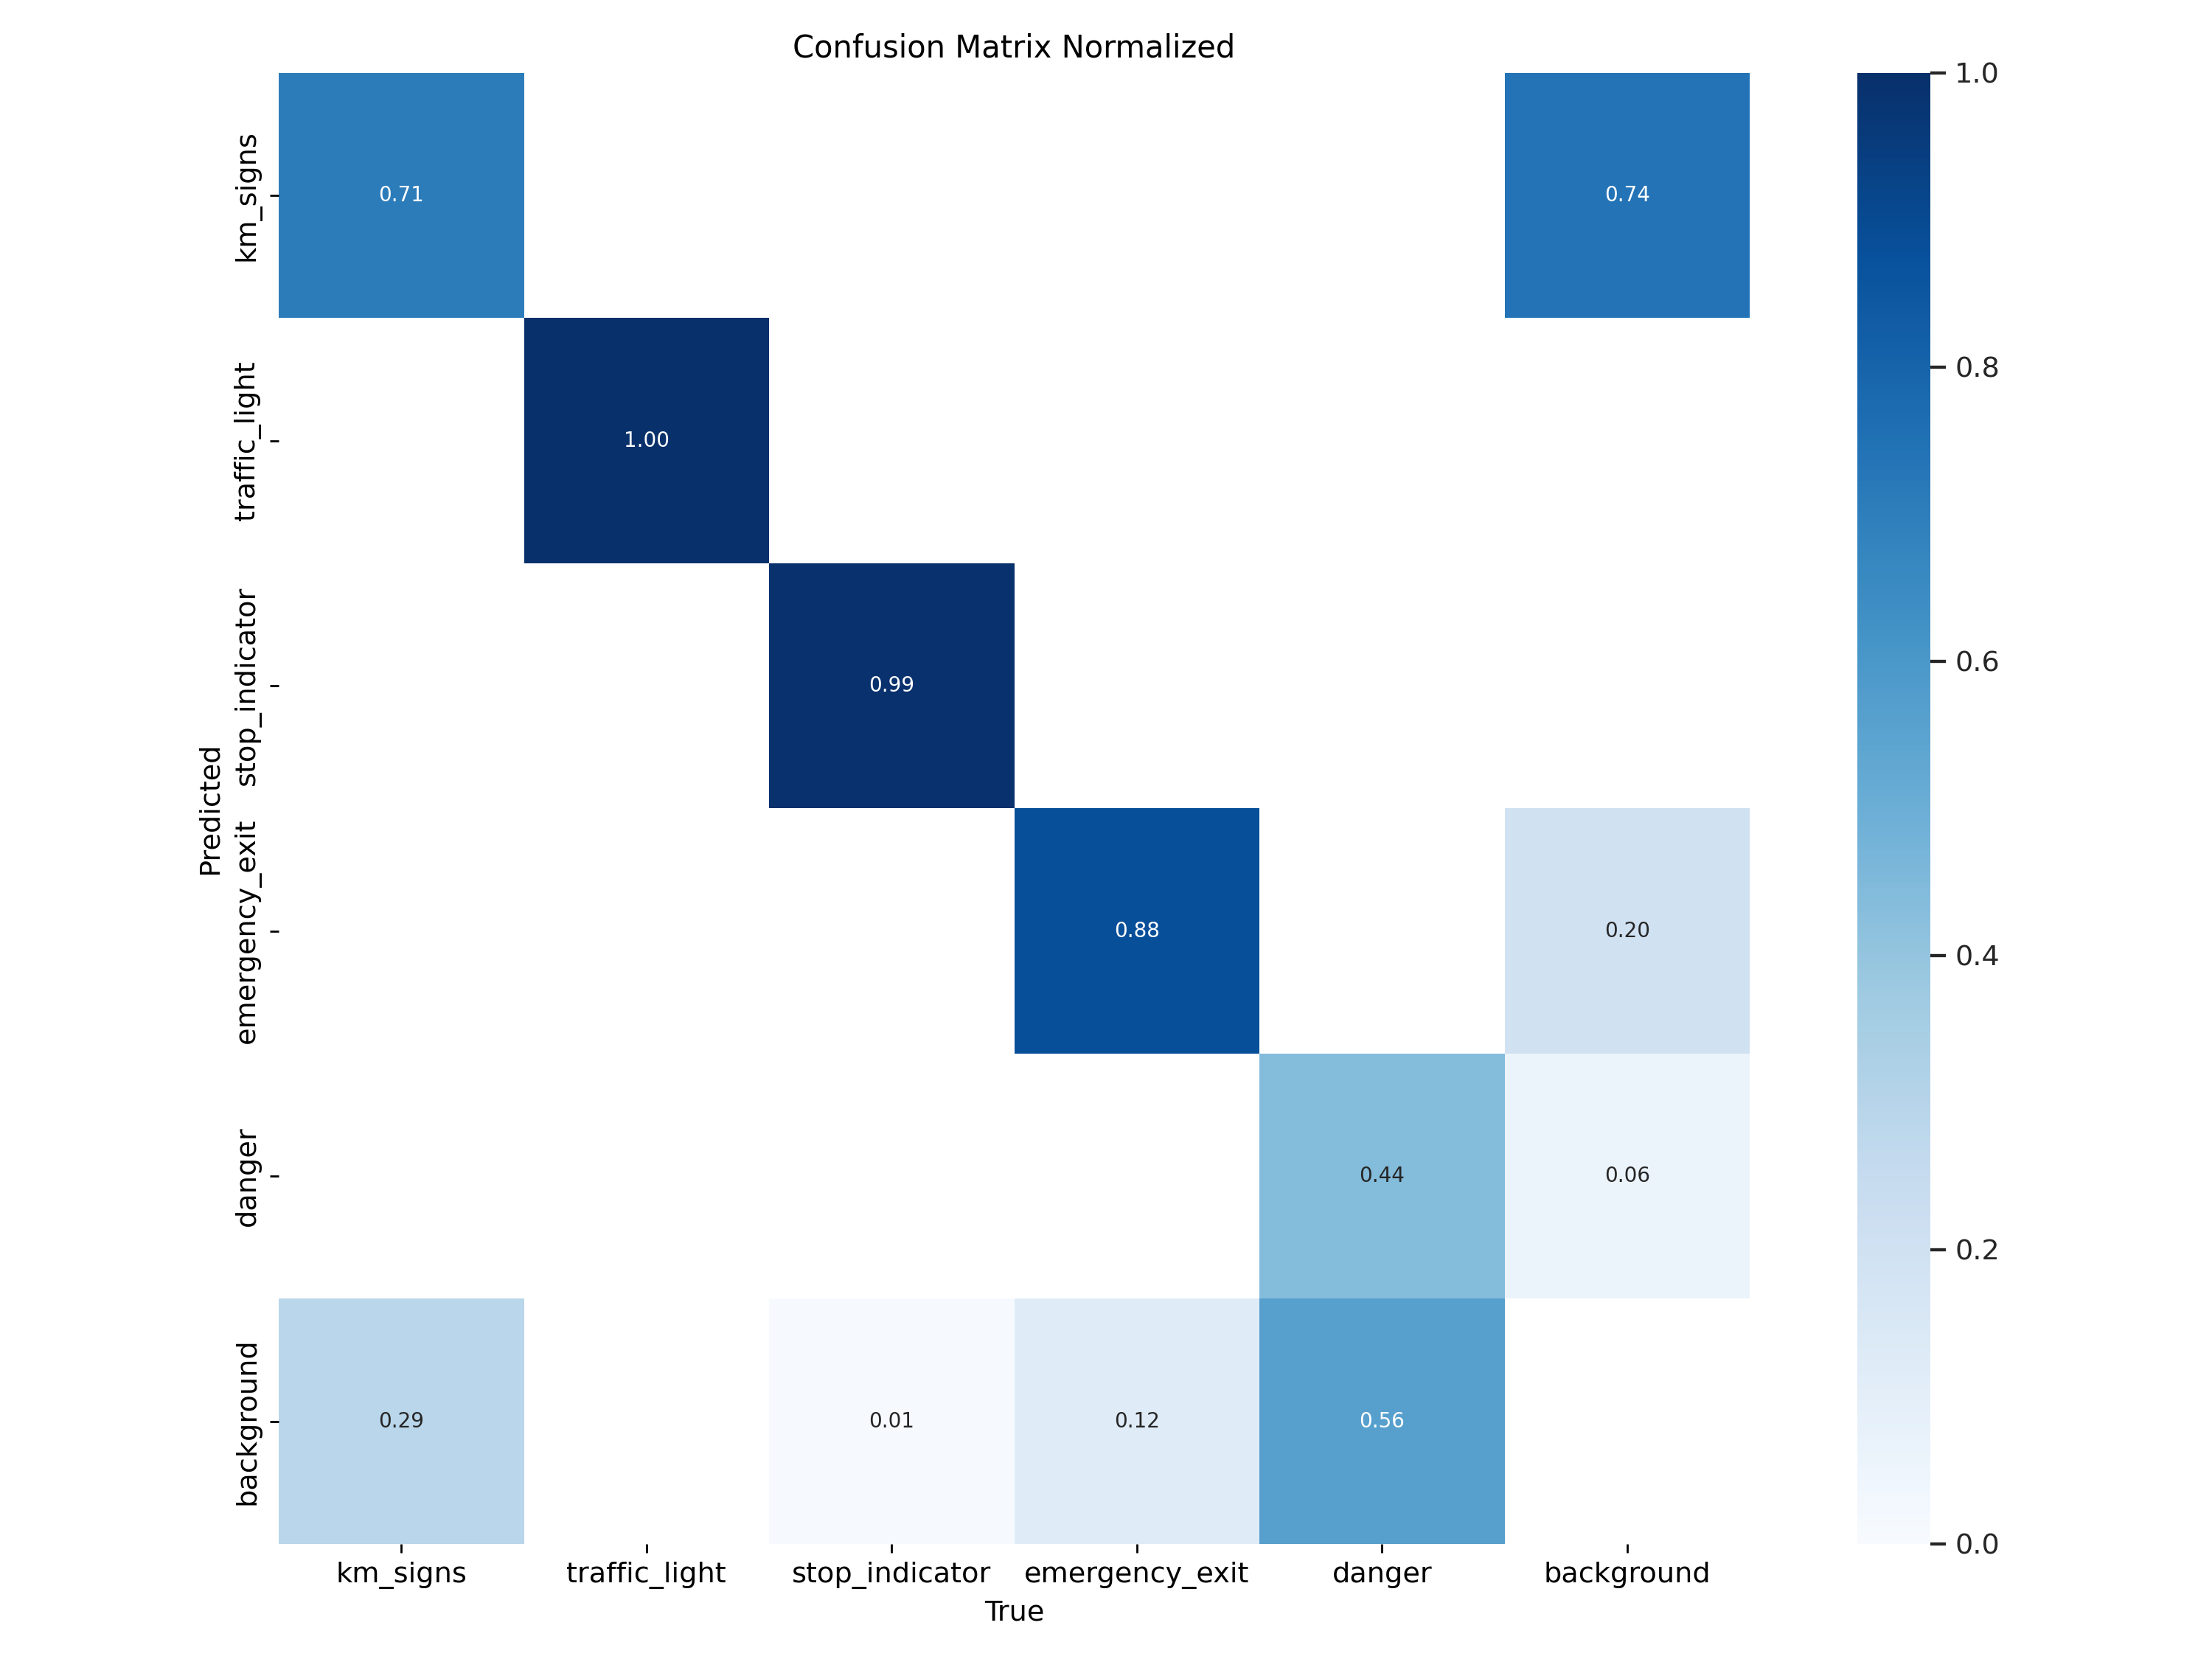 Confusion Matrix Normalized
Predicted
km_signs
0.71
0.74
traffic_light
1.00
stop_indicator
0.99
emergency_exit
0.88
0.20
danger
0.44
0.06
background
0.29
0.01
0.12
0.56
km_signs
traffic_light
stop_indicator
emergency_exit
danger
background
True
1.0
0.8
0.6
0.4
0.2
0.0